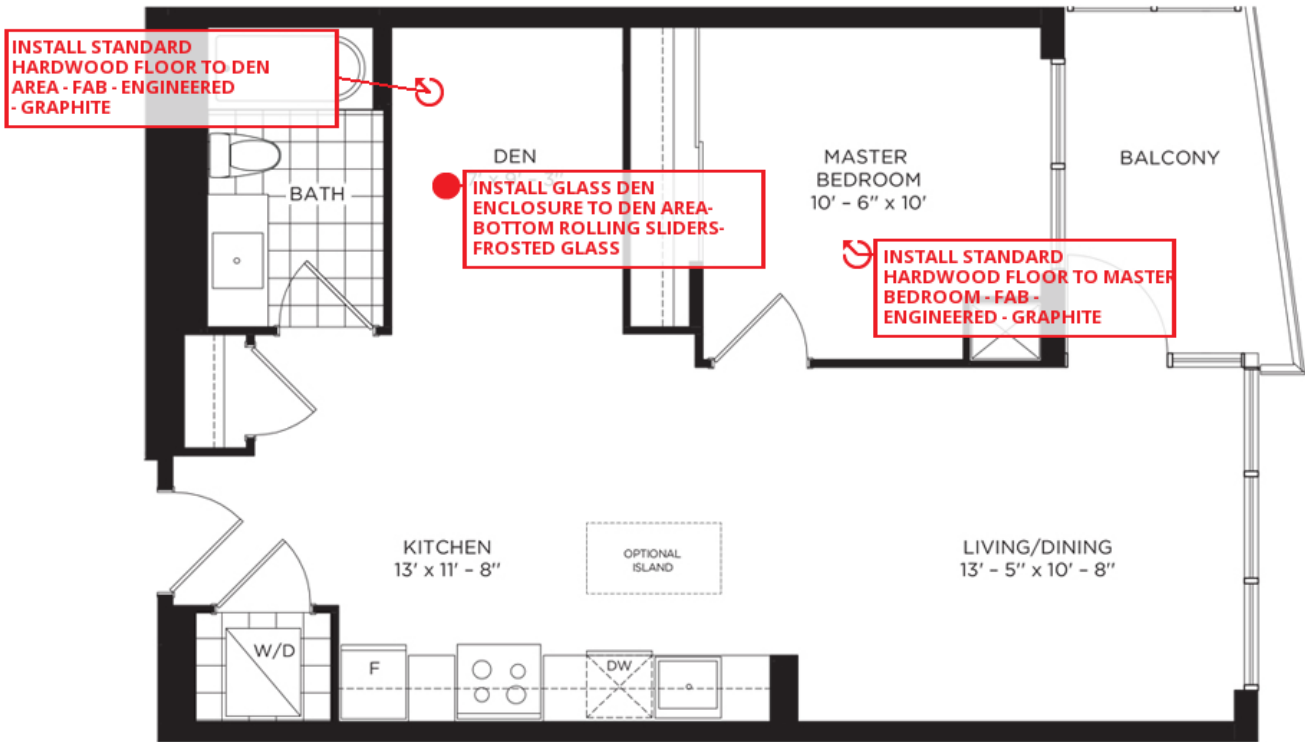 INSTALL STANDARD
HARDWOOD FLOOR TO DEN
AREA - FAB - ENGINEERED
- GRAPHITE
DEN
INSTALL GLASS DEN
ENCLOSURE TO DEN AREA-
BOTTOM ROLLING SLIDERS-
FROSTED GLASS
BATH
MASTER
BEDROOM
10' - 6" x 10'
BALCONY
INSTALL STANDARD
HARDWOOD FLOOR TO MASTER
BEDROOM - FAB -
ENGINEERED - GRAPHITE
KITCHEN
13' x 11' - 8"
OPTIONAL
ISLAND
LIVING/DINING
13' - 5" x 10' - 8"
W/D
F
DW